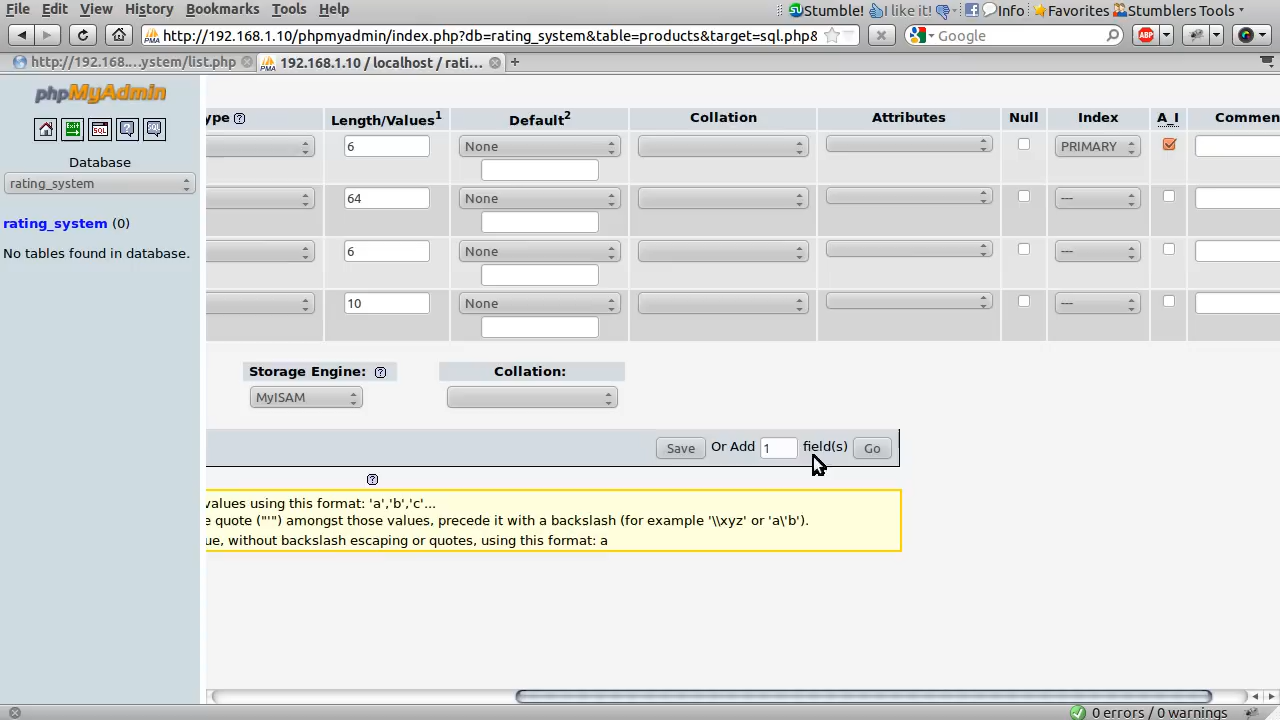 File Edit View History Bookmarks Tools Help Stumble! I like it! Info Favorites Stumblers Tools
http://192.168.1.10/phpmyadmin/index.php?db=rating_system&table=products&target=sql.php& Google ABP
http://192.168....ystem/list.php 192.168.1.10 / localhost / rati...
phpMyAdmin
SQL
Database
rating_system
rating_system (0)
No tables found in database.
ype Length/Values1 Default2 Collation Attributes Null Index A_I Commen
6 None PRIMARY
64 None ---
6 None ---
10 None ---
Storage Engine: Collation:
MyISAM
Save Or Add 1 field(s) Go
values using this format: 'a','b','c'...
e quote ("'") amongst those values, precede it with a backslash (for example '\\xyz' or 'a\'b').
ue, without backslash escaping or quotes, using this format: a
0 errors / 0 warnings